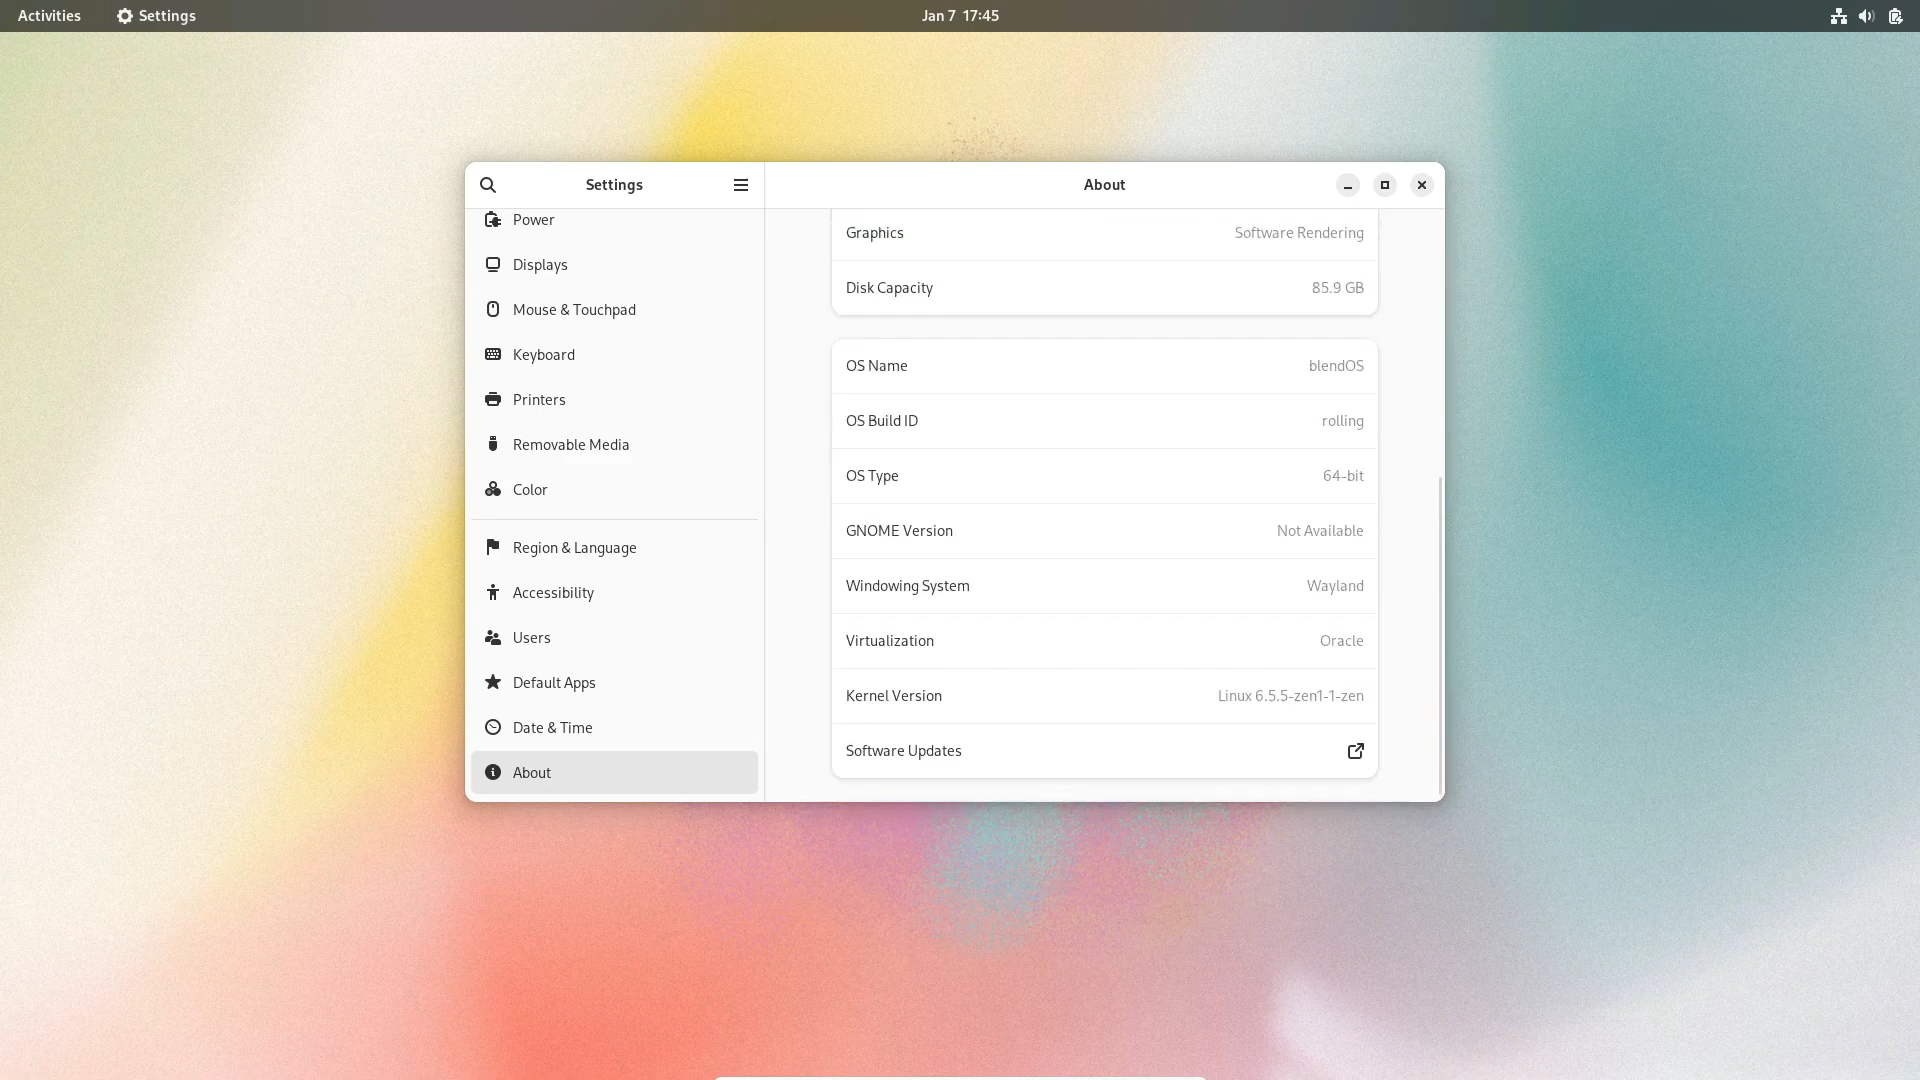 Activities
Settings
Jan 7 17:45
Settings
About
Power
Displays
Mouse & Touchpad
Keyboard
Printers
Removable Media
Color
Region & Language
Accessibility
Users
Default Apps
Date & Time
About
Graphics Software Rendering
Disk Capacity 85.9 GB
OS Name blendOS
OS Build ID rolling
OS Type 64-bit
GNOME Version Not Available
Windowing System Wayland
Virtualization Oracle
Kernel Version Linux 6.5.5-zen1-1-zen
Software Updates